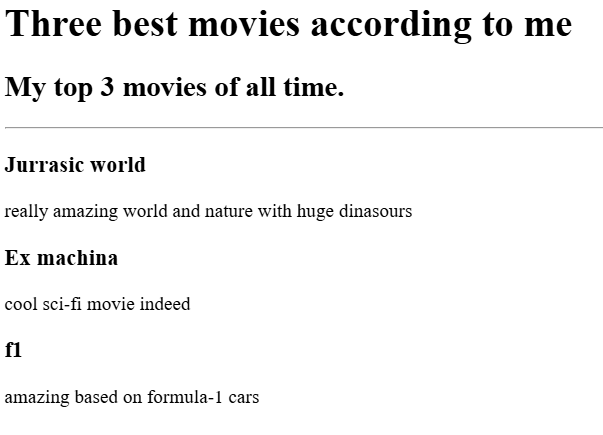 Three best movies according to me
My top 3 movies of all time.
Jurrasic world
really amazing world and nature with huge dinasours
Ex machina
cool sci-fi movie indeed
f1
amazing based on formula-1 cars